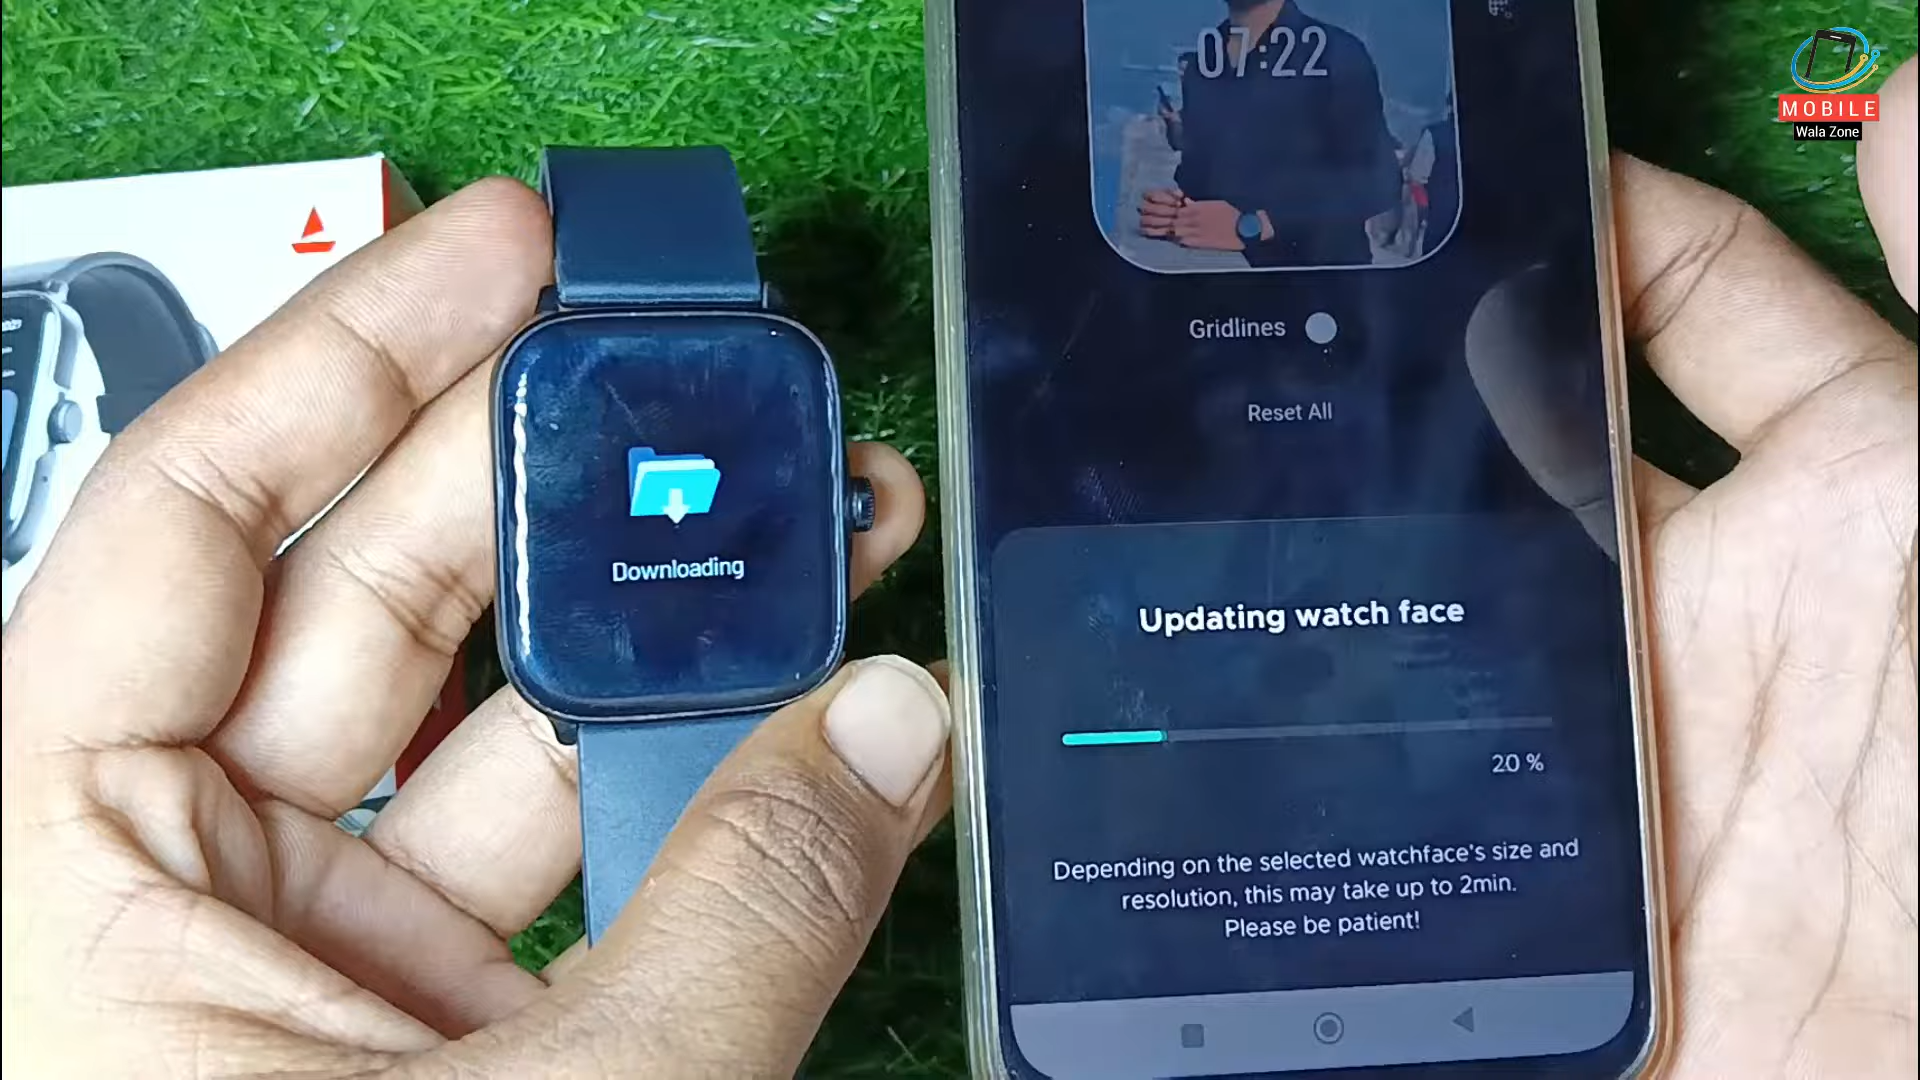 07:22
MOBILE
Wala Zone
Gridlines
Reset All
Downloading
Updating watch face
20 %
Depending on the selected watchface's size and
resolution, this may take up to 2min.
Please be patient!